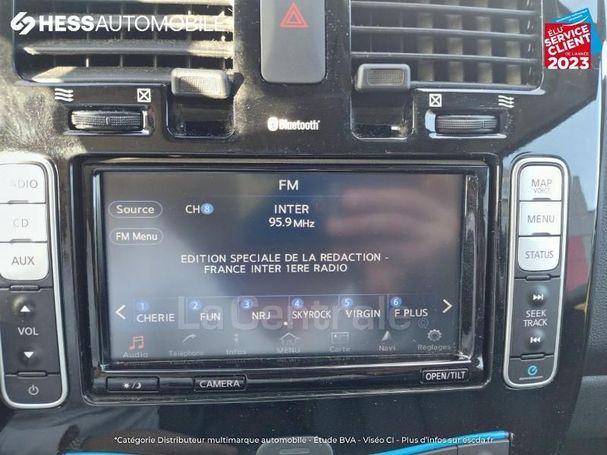 HESSAUTOMOBILE
ÉLU
SERVICE
CLIENT
DE L'ANNÉE
2023
Bluetooth
AUDIO
CD
AUX
VOL
MAP
VOICE
MENU
STATUS
SEEK
TRACK
FM
Source
CH 8
INTER
95.9 MHz
FM Menu
EDITION SPECIALE DE LA REDACTION -
FRANCE INTER 1ERE RADIO
1 CHERIE
2 FUN
3 NRJ
4 SKYROCK
5 VIRGIN
6 F PLUS
LaCentrale
Audio
Téléphone
Infos
MENU
Carte
Navi
Réglages
CAMERA
OPEN/TILT
*Catégorie Distributeur multimarque automobile - Étude BVA - Viséo CI - Plus d'infos sur escda.fr